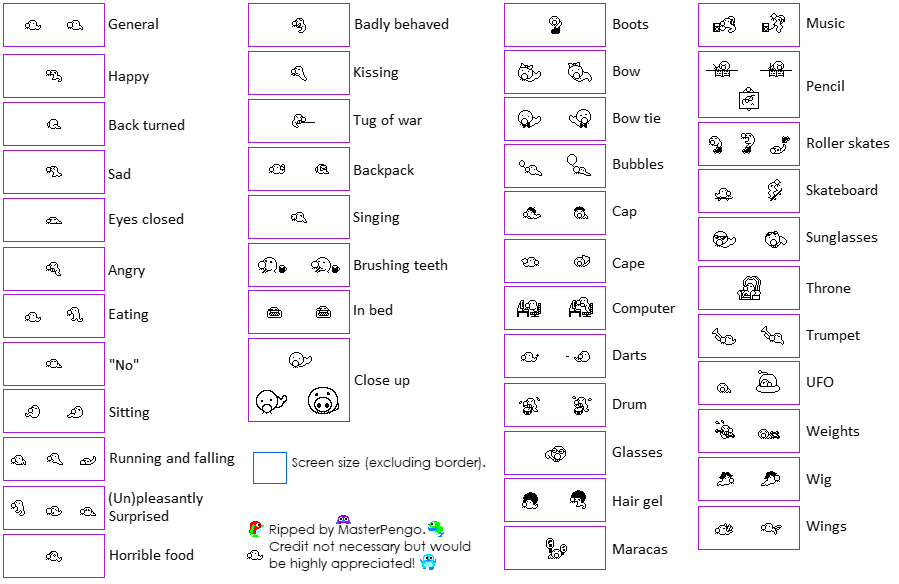 General
Happy
Back turned
Sad
Eyes closed
Angry
Eating
"No"
Sitting
Running and falling
(Un)pleasantly
Surprised
Horrible food
Badly behaved
Kissing
Tug of war
Backpack
Singing
Brushing teeth
In bed
Close up
Screen size (excluding border).
Ripped by MasterPengo.
Credit not necessary but would
be highly appreciated!
Boots
Bow
Bow tie
Bubbles
Cap
Cape
Computer
Darts
Drum
Glasses
Hair gel
Maracas
Music
Pencil
Roller skates
Skateboard
Sunglasses
Throne
Trumpet
UFO
Weights
Wig
Wings